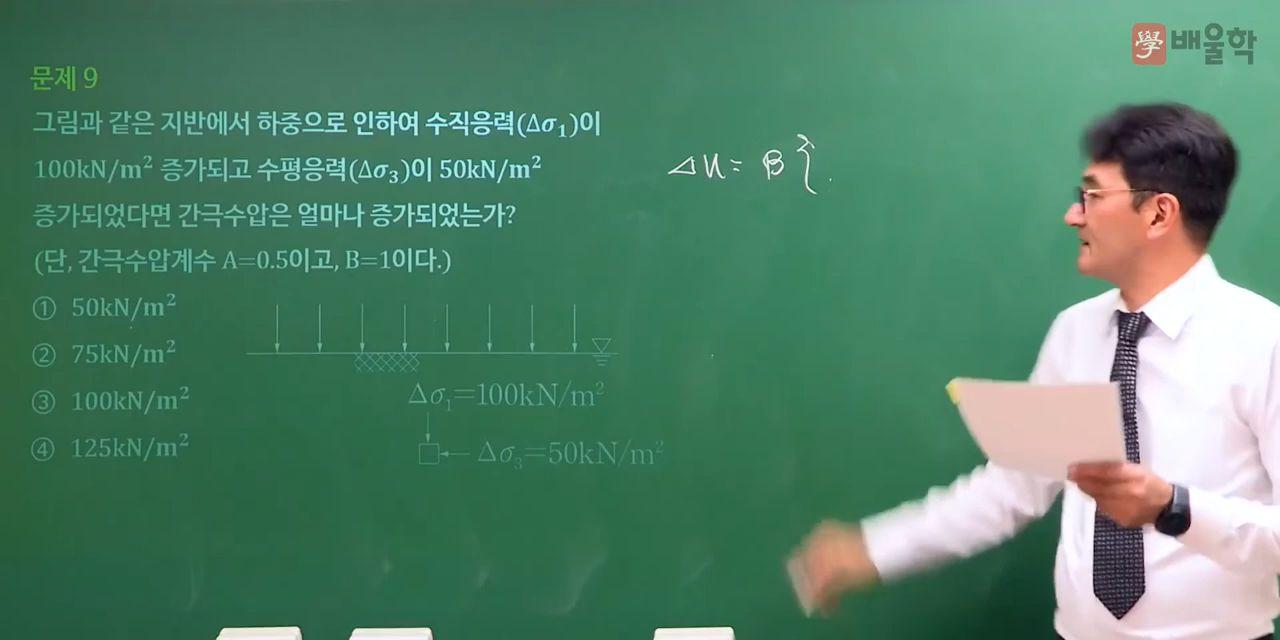 學 배울학
문제 9
그림과 같은 지반에서 하중으로 인하여 수직응력(Δσ₁)이
100kN/m² 증가되고 수평응력(Δσ₃)이 50kN/m²
증가되었다면 간극수압은 얼마나 증가되었는가?
(단, 간극수압계수 A=0.5이고, B=1이다.)
① 50kN/m²
② 75kN/m²
③ 100kN/m²
④ 125kN/m²
Δσ₁=100kN/m²
Δσ₃=50kN/m²
Δu = B {